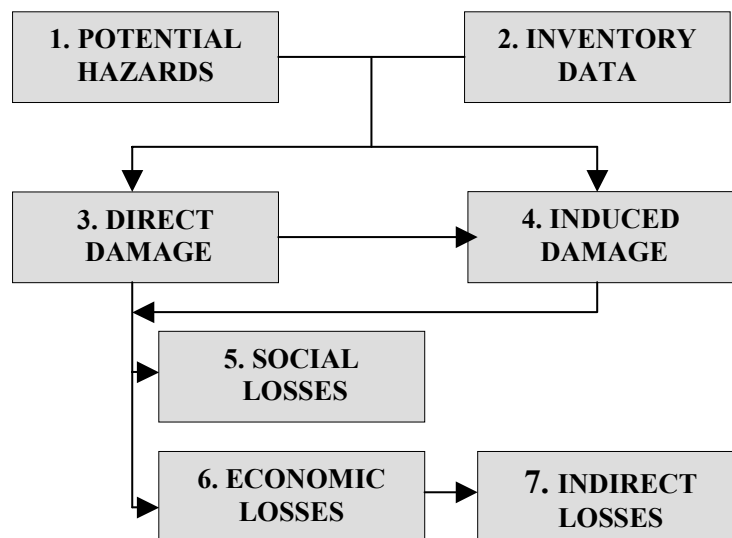 1. POTENTIAL
HAZARDS
2. INVENTORY
DATA
3. DIRECT
DAMAGE
4. INDUCED
DAMAGE
5. SOCIAL
LOSSES
6. ECONOMIC
LOSSES
7. INDIRECT
LOSSES